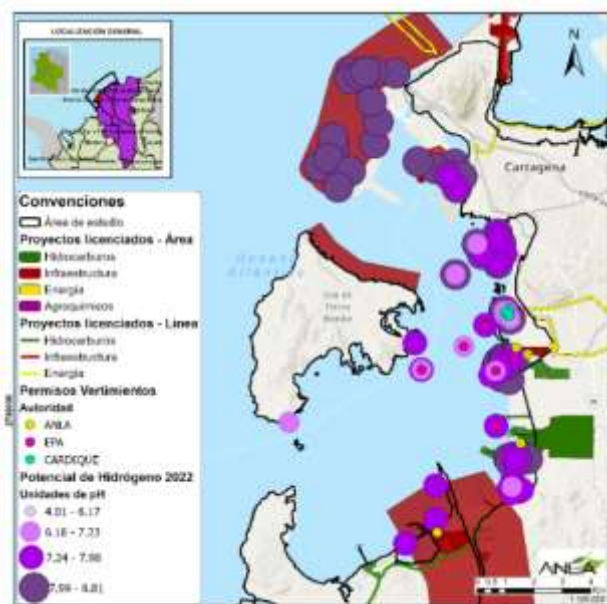 LOCALIZACIÓN GENERAL
N
Cartagena
Convenciones
Área de estudio
Proyectos licenciados - Área
Hidrocarburos
Infraestructura
Energía
Agroquímicos
Proyectos licenciados - Línea
Hidrocarburos
Infraestructura
Energía
Permisos Vertimientos
Autoridad
ANLA
EPA
CARDIQUE
Potencial de Hidrógeno 2022
Unidades de pH
4.01 - 6.17
6.18 - 7.23
7.24 - 7.98
7.99 - 8.81
ANLA